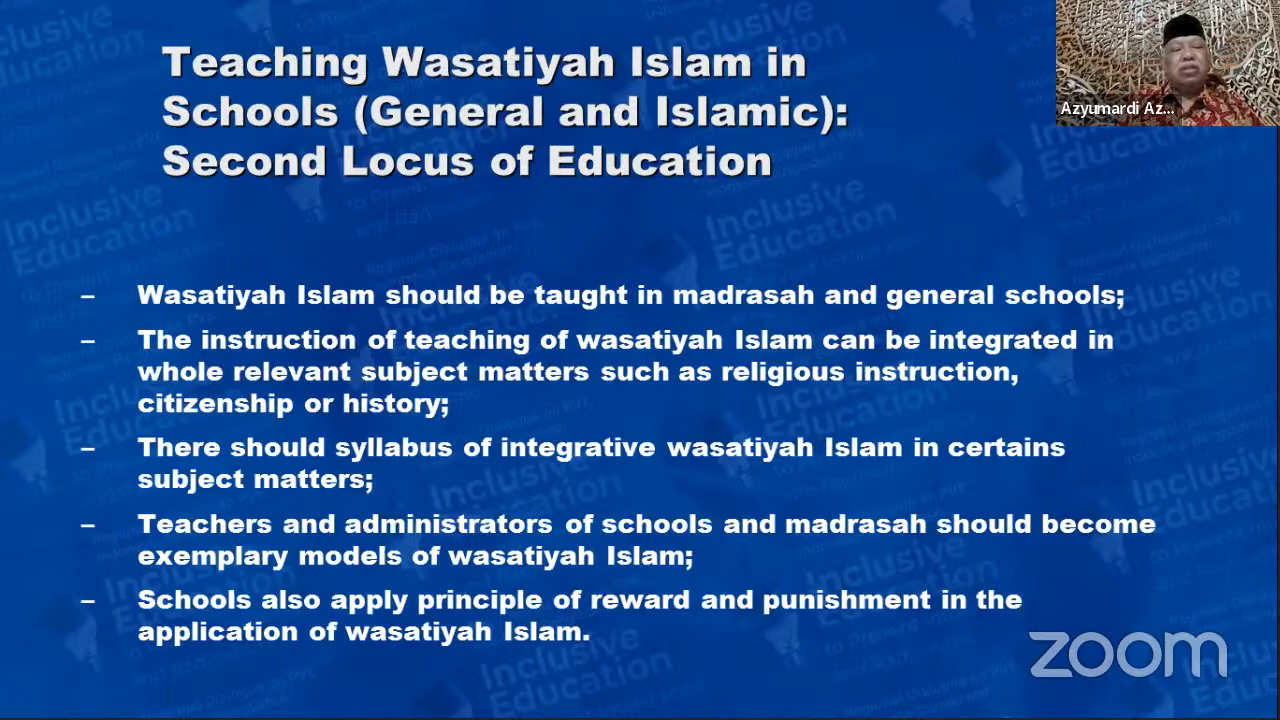 Teaching Wasatiyah Islam in
Schools (General and Islamic):
Second Locus of Education
Azyumardi Az...
– Wasatiyah Islam should be taught in madrasah and general schools;
– The instruction of teaching of wasatiyah Islam can be integrated in
whole relevant subject matters such as religious instruction,
citizenship or history;
– There should syllabus of integrative wasatiyah Islam in certains
subject matters;
– Teachers and administrators of schools and madrasah should become
exemplary models of wasatiyah Islam;
– Schools also apply principle of reward and punishment in the
application of wasatiyah Islam.
zoom
Inclusive
Education